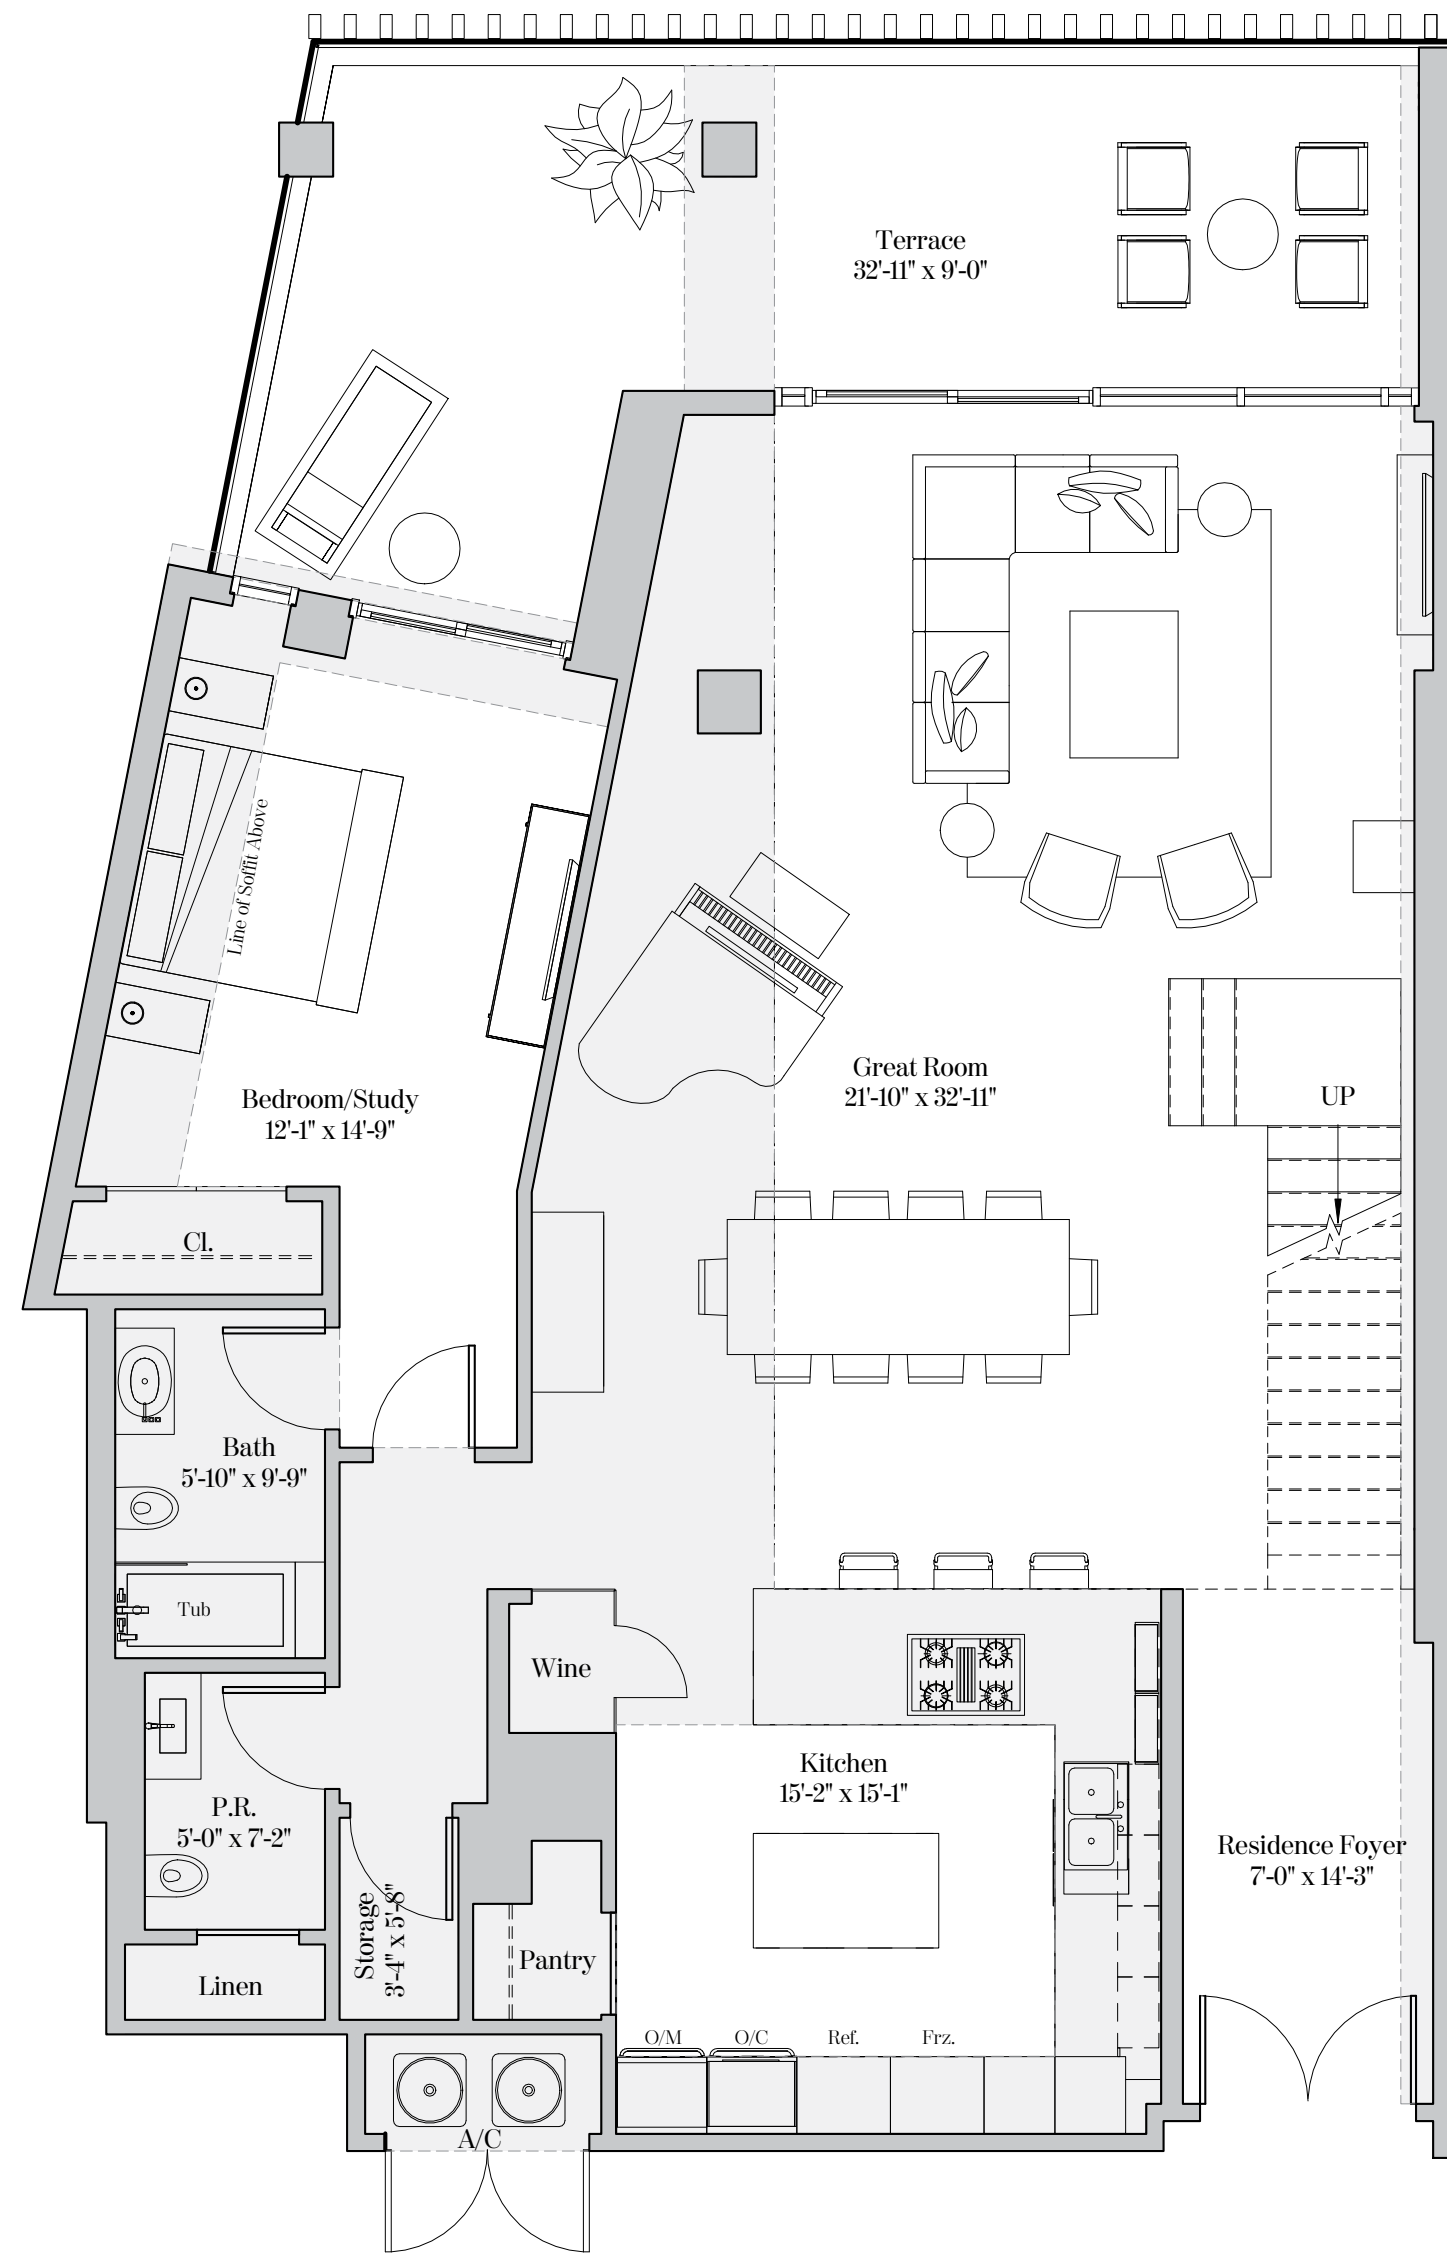 Terrace
32'-11" x 9'-0"
Line of Soffit Above
Great Room
21'-10" x 32'-11"
Bedroom/Study
12'-1" x 14'-9"
UP
Cl.
Bath
5'-10" x 9'-9"
Tub
Wine
Kitchen
15'-2" x 15'-1"
P.R.
5'-0" x 7'-2"
Residence Foyer
7'-0" x 14'-3"
Storage
3'-4" x 5'-8"
Pantry
Linen
O/M
O/C
Ref.
Frz.
A/C